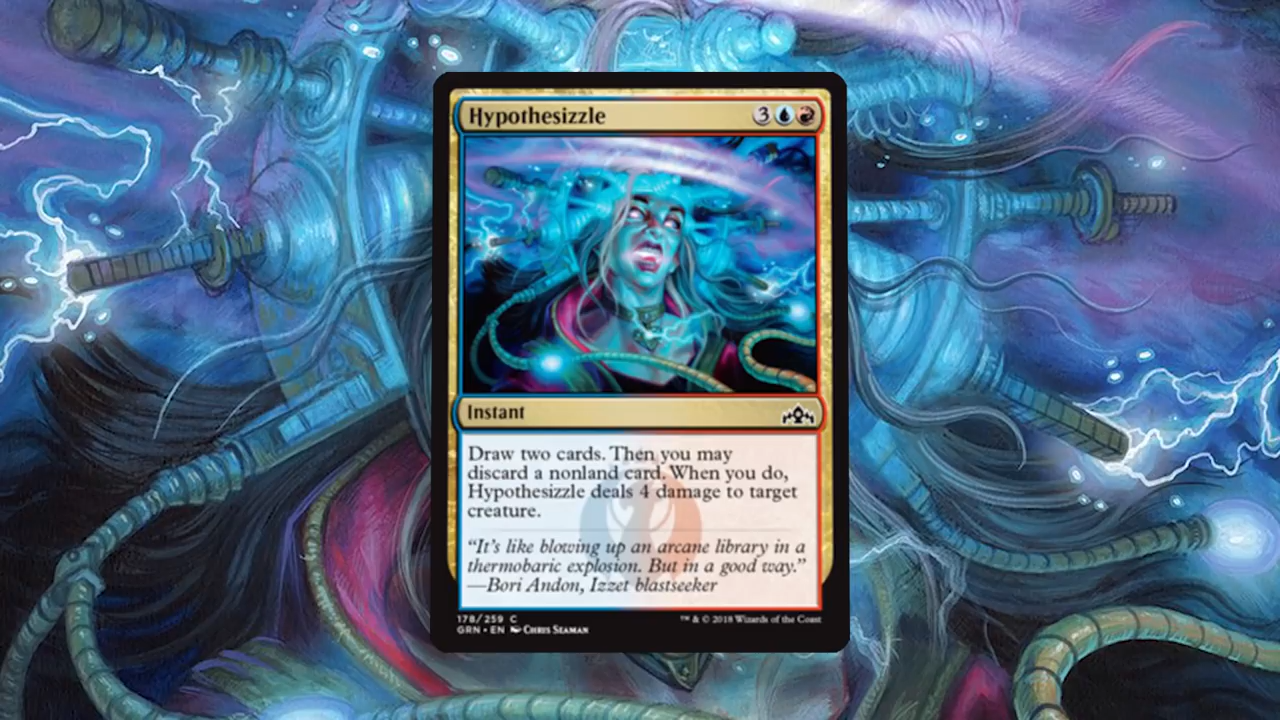 Hypothesizzle 3
Instant
Draw two cards. Then you may
discard a nonland card. When you do,
Hypothesizzle deals 4 damage to target
creature.
“It’s like blowing up an arcane library in a
thermobaric explosion. But in a good way.”
—Bori Andon, Izzet blastseeker
178/259 C
GRN • EN Chris Seaman
™ & © 2018 Wizards of the Coast